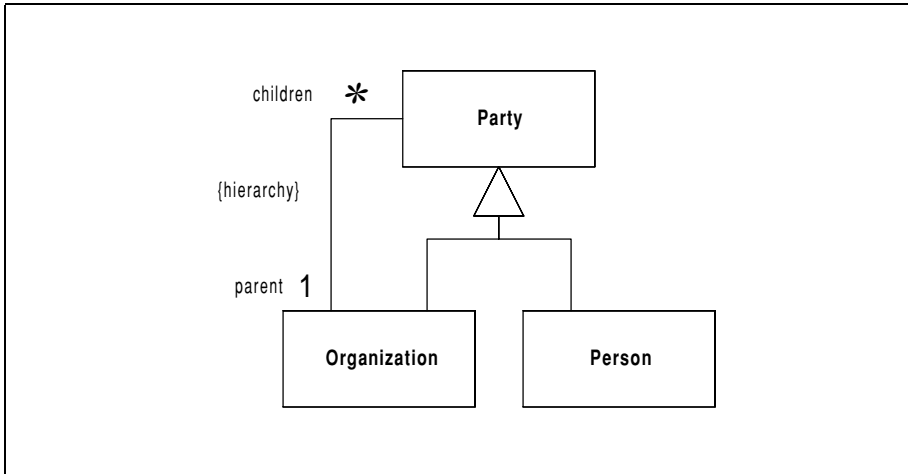 children *
Party
{hierarchy}
parent 1
Organization
Person